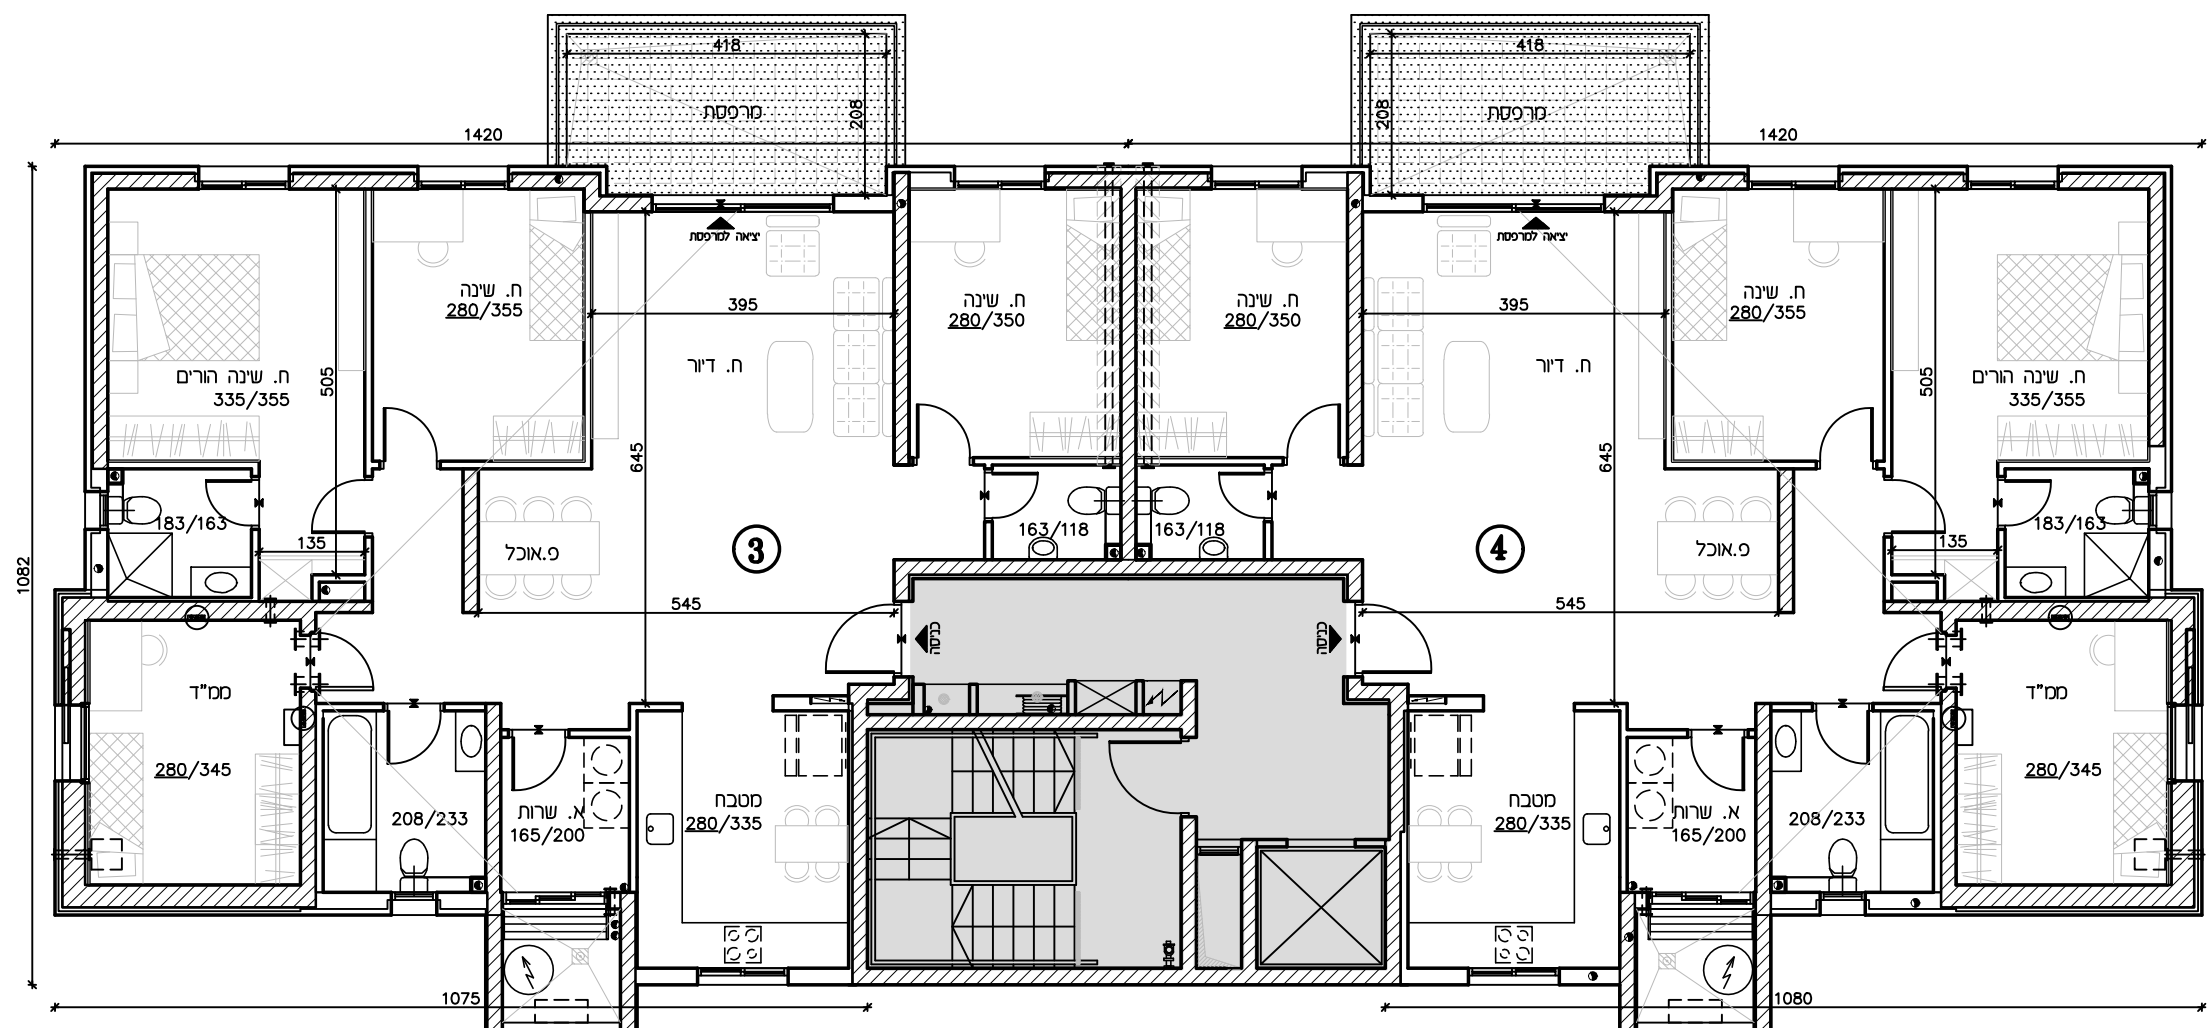 418
418
208
208
מרפסת
מרפסת
1420
1420
יציאה למרפסת
יציאה למרפסת
ח. שינה
280/355
ח. שינה
280/350
ח. שינה
280/350
ח. שינה
280/355
395
395
ח. דיור
ח. דיור
ח. שינה הורים
335/355
ח. שינה הורים
335/355
505
505
645
645
183/163
163/118
163/118
183/163
135
135
פ.אוכל
פ.אוכל
3
4
1082
545
545
כניסה
כניסה
ממ"ד
ממ"ד
280/345
280/345
208/233
208/233
א. שרות
165/200
א. שרות
165/200
מטבח
280/335
מטבח
280/335
1075
1080